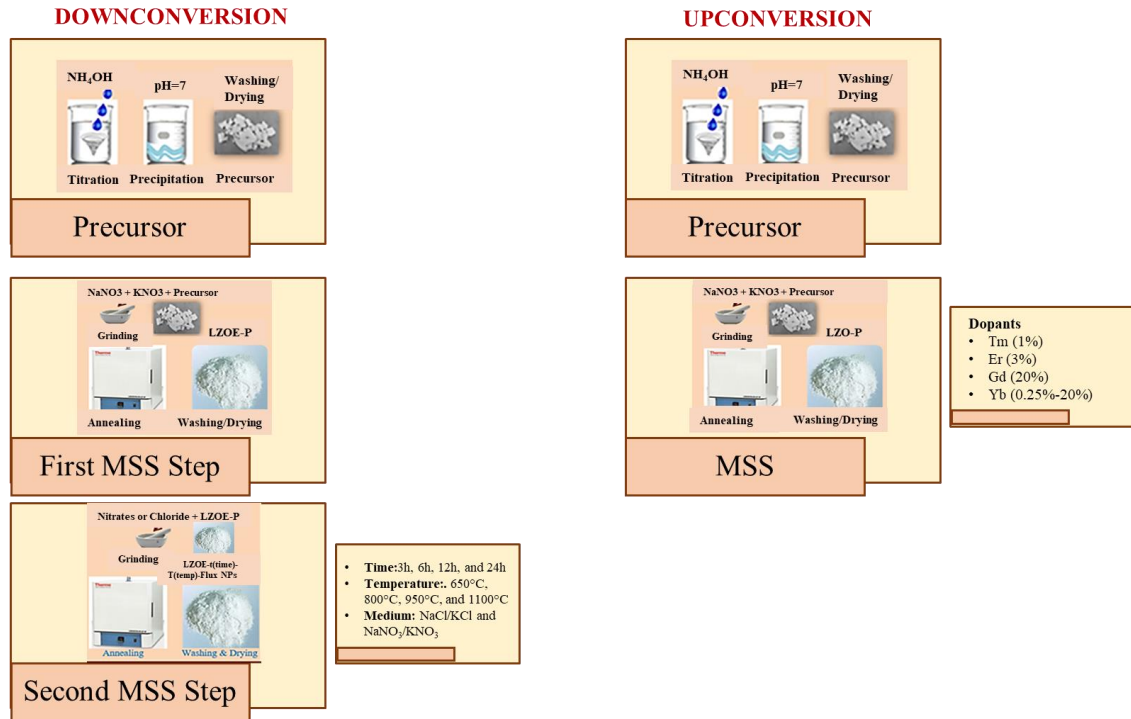 DOWNCONVERSION
NH₄OH
pH=7
Washing/
Drying
Titration
Precipitation
Precursor
Precursor
NaNO3 + KNO3 + Precursor
Grinding
LZOE-P
Annealing
Washing/Drying
First MSS Step
Nitrates or Chloride + LZOE-P
Grinding
LZOE-t(time)-
T(temp)-Flux NPs
Annealing
Washing & Drying
Second MSS Step
• Time:3h, 6h, 12h, and 24h
• Temperature:. 650°C,
800°C, 950°C, and 1100°C
• Medium: NaCl/KCl and
NaNO₃/KNO₃
UPCONVERSION
NH₄OH
pH=7
Washing/
Drying
Titration
Precipitation
Precursor
Precursor
NaNO3 + KNO3 + Precursor
Grinding
LZO-P
Annealing
Washing/Drying
MSS
Dopants
• Tm (1%)
• Er (3%)
• Gd (20%)
• Yb (0.25%-20%)